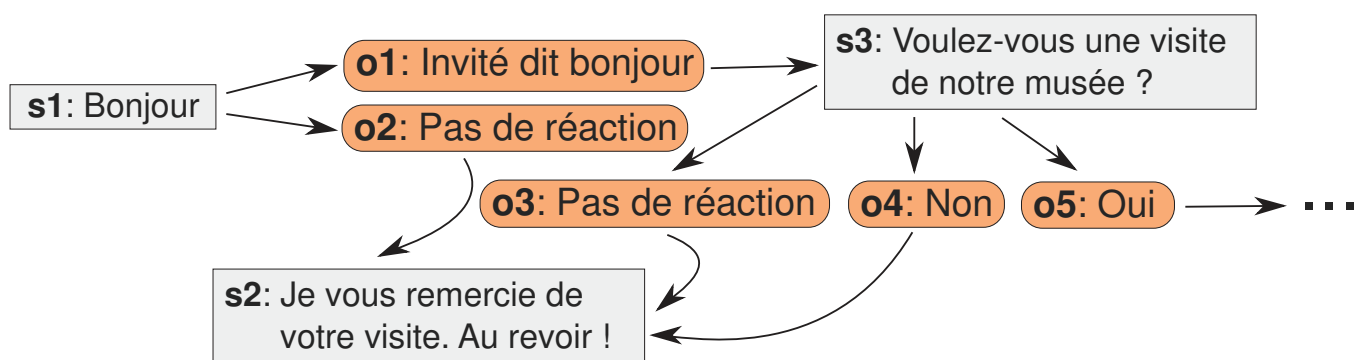 s1: Bonjour
o1: Invité dit bonjour
o2: Pas de réaction
s3: Voulez-vous une visite
de notre musée ?
o3: Pas de réaction
o4: Non
o5: Oui
...
s2: Je vous remercie de
votre visite. Au revoir !